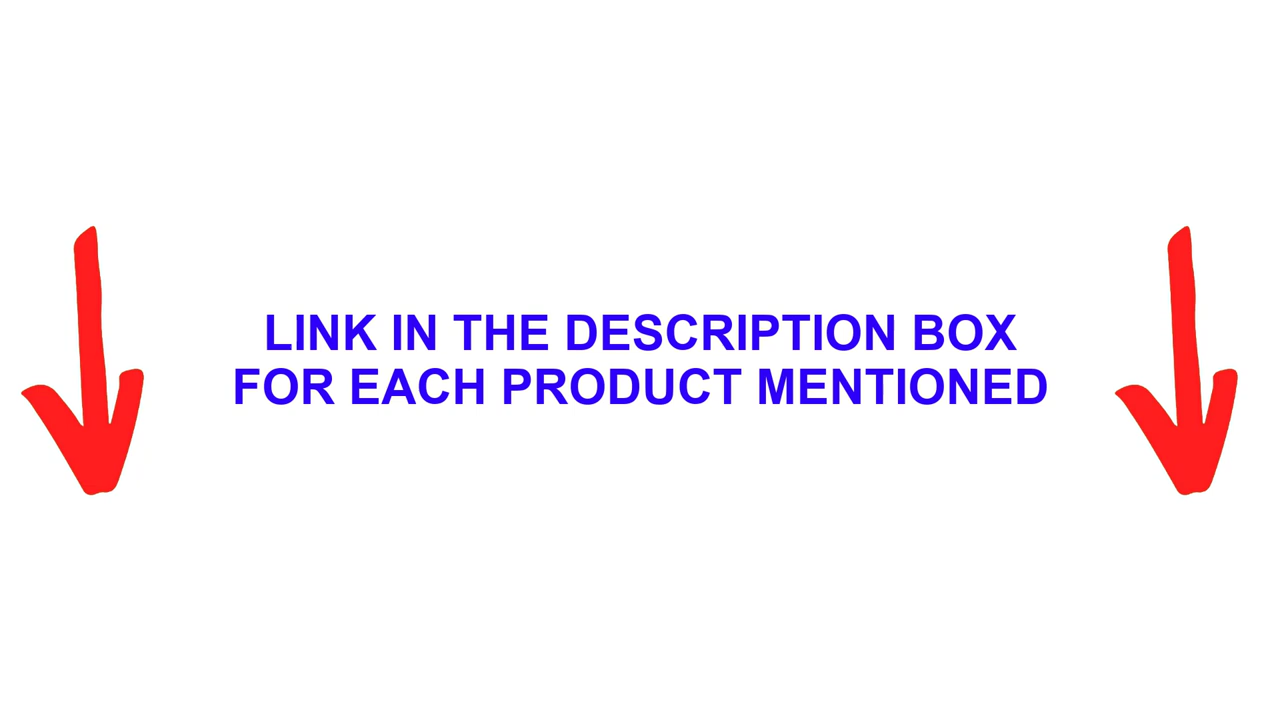 LINK IN THE DESCRIPTION BOX
FOR EACH PRODUCT MENTIONED